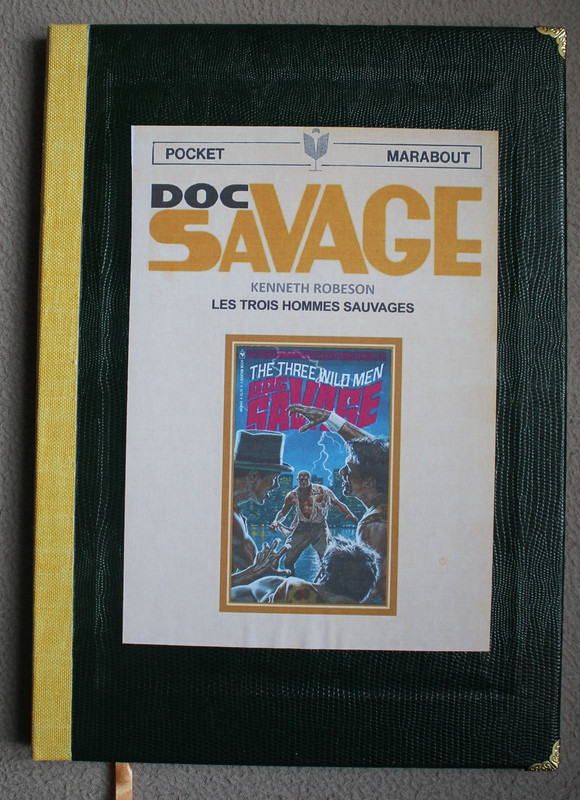 POCKET MARABOUT
DOC
SAVAGE
KENNETH ROBESON
LES TROIS HOMMES SAUVAGES
THE THREE WILD MEN
DOC
SAVAGE